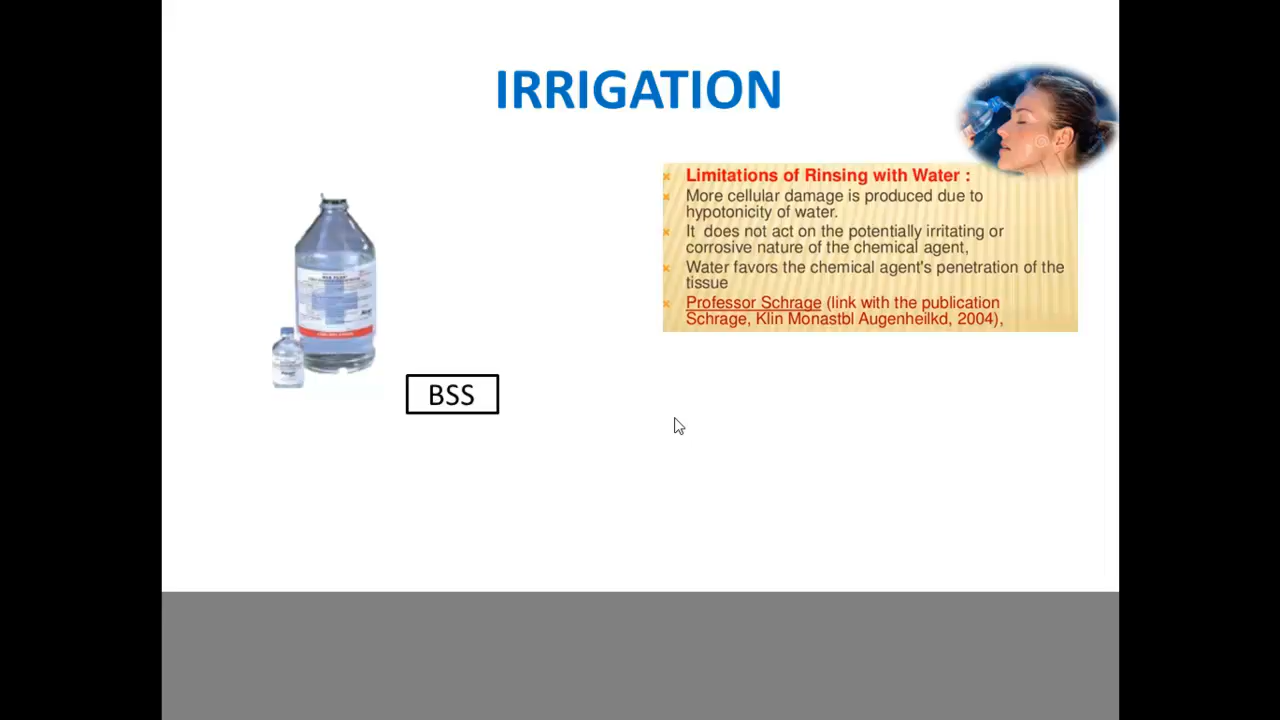 IRRIGATION
Limitations of Rinsing with Water :
More cellular damage is produced due to
hypotonicity of water.
It does not act on the potentially irritating or
corrosive nature of the chemical agent,
Water favors the chemical agent's penetration of the
tissue
Professor Schrage (link with the publication
Schrage, Klin Monastbl Augenheilkd, 2004),
BSS